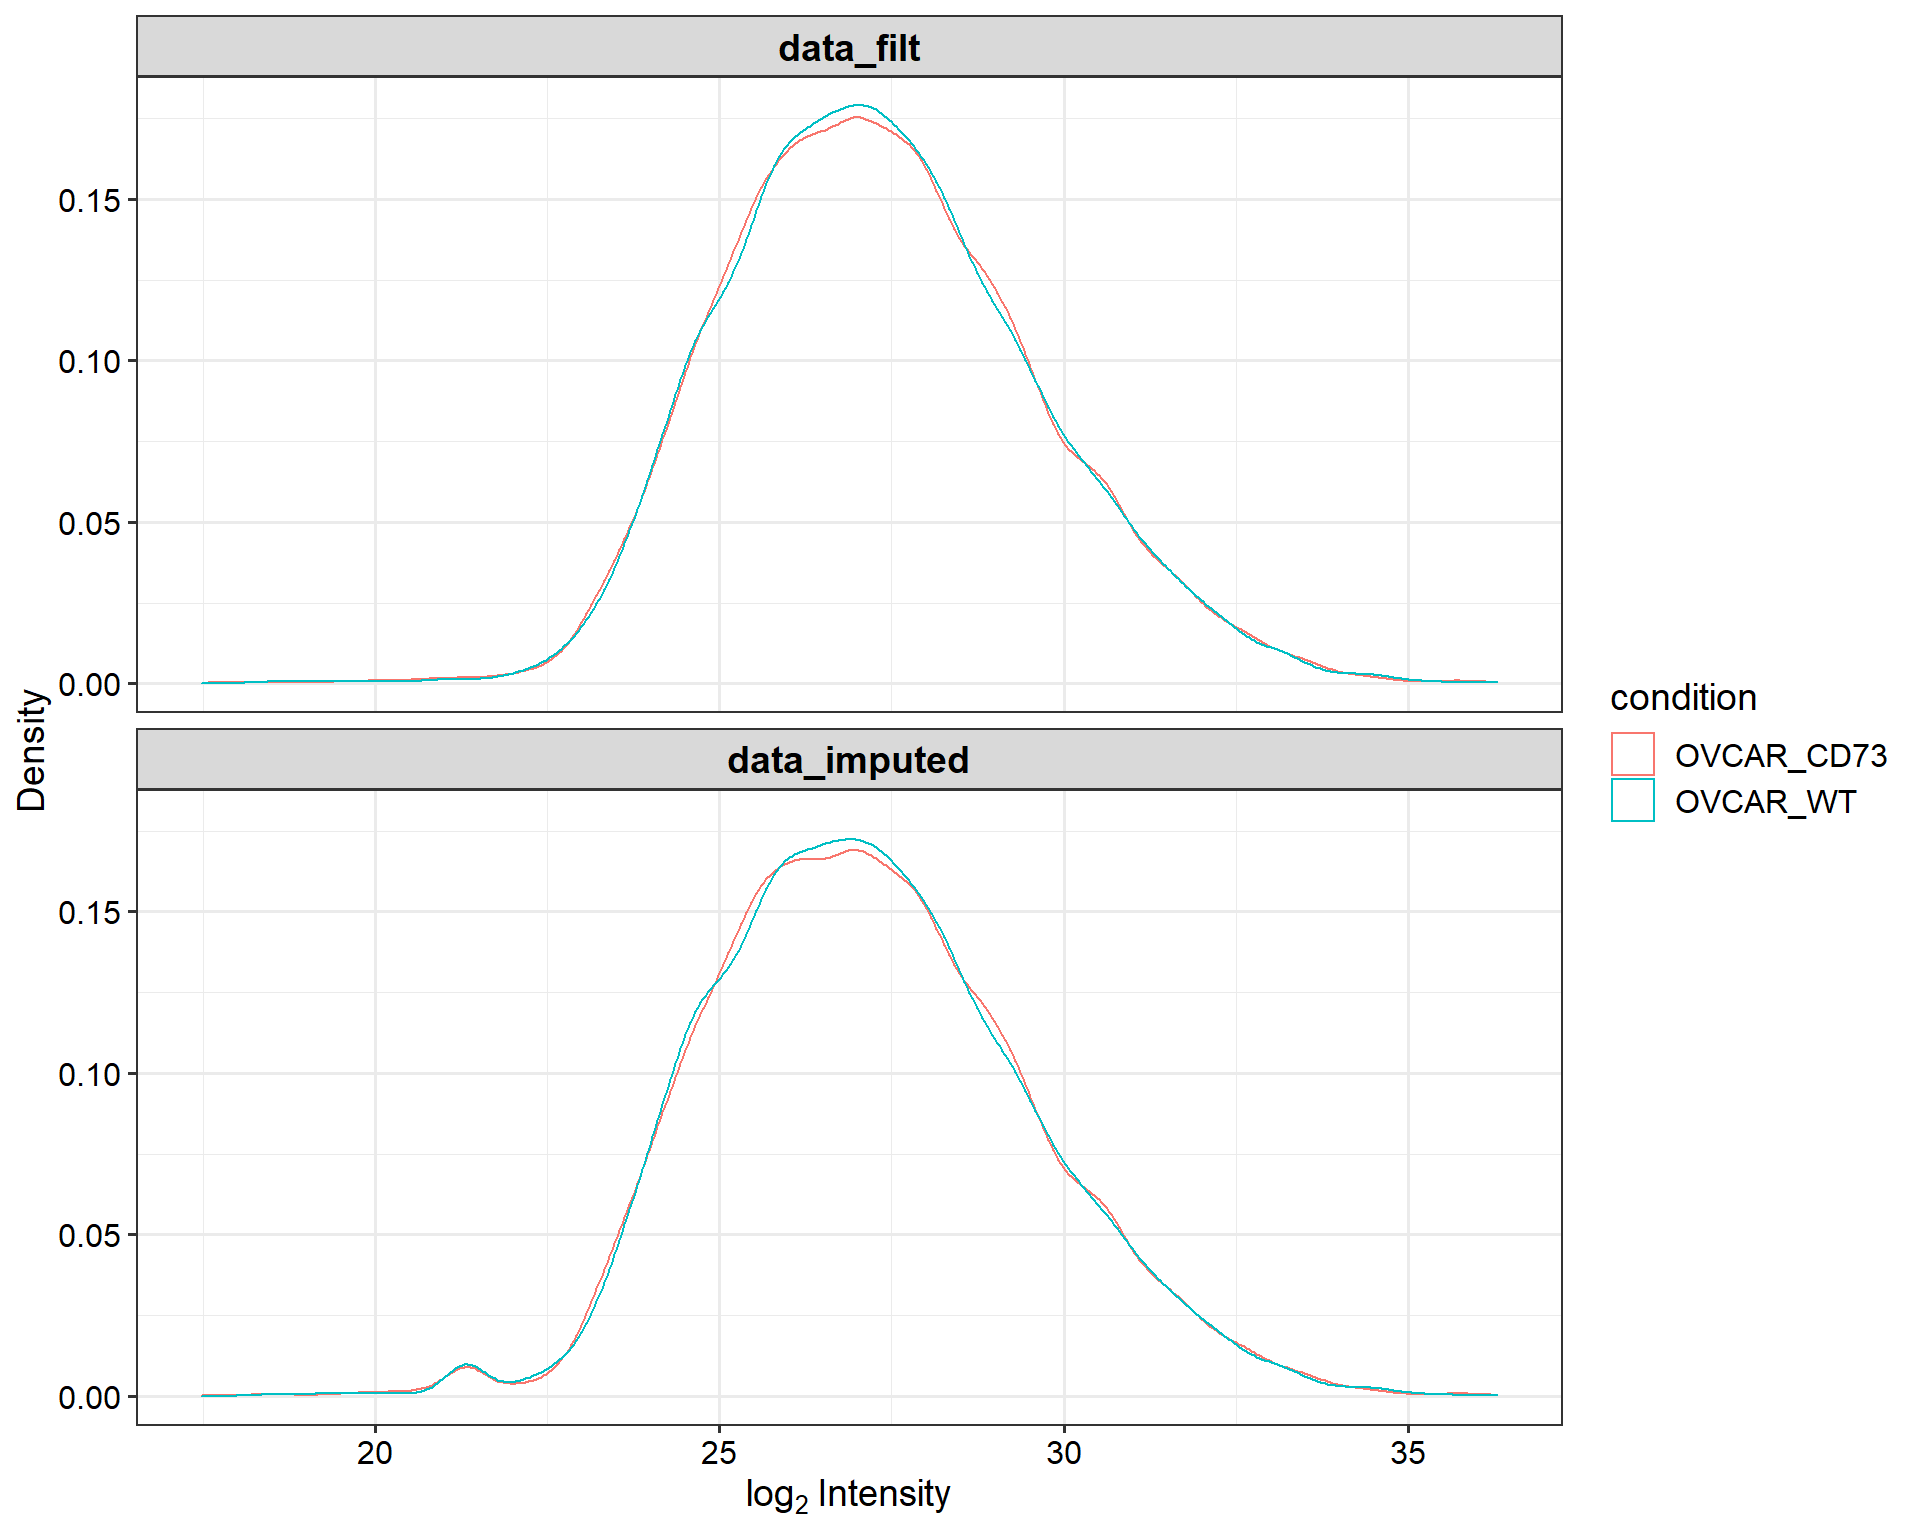 data_filt
0.15
0.10
0.05
0.00
data_imputed
0.15
0.10
0.05
0.00
20 25 30 35
log₂ Intensity
Density
condition
OVCAR_CD73
OVCAR_WT